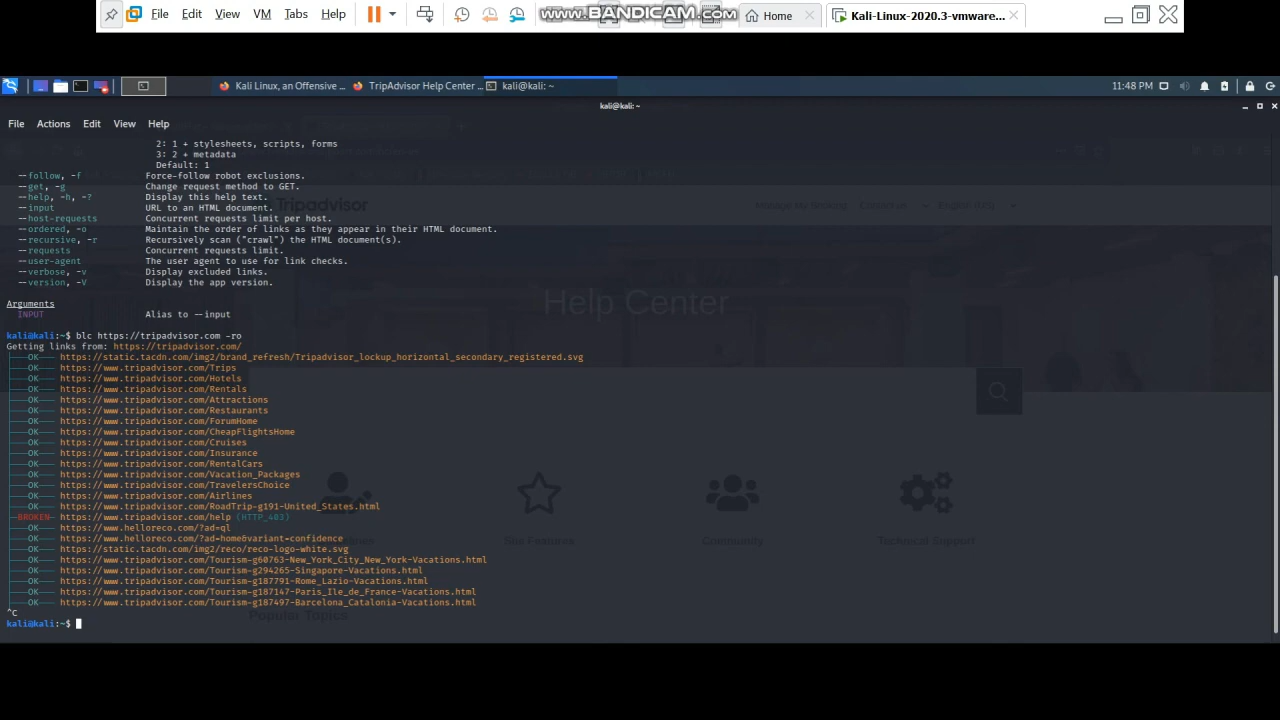 File Edit View VM Tabs Help
www.BANDICAM.com
Home
Kali-Linux-2020.3-vmware...
Kali Linux, an Offensive ...
TripAdvisor Help Center ...
kali@kali: ~
11:48 PM
kali@kali: ~
File Actions Edit View Help
2: 1 + stylesheets, scripts, forms
3: 2 + metadata
Default: 1
--follow, -f Force-follow robot exclusions.
--get, -g Change request method to GET.
--help, -h, -? Display this help text.
--input URL to an HTML document.
--host-requests Concurrent requests limit per host.
--ordered, -o Maintain the order of links as they appear in their HTML document.
--recursive, -r Recursively scan ("crawl") the HTML document(s).
--requests Concurrent requests limit.
--user-agent The user agent to use for link checks.
--verbose, -v Display excluded links.
--version, -V Display the app version.
Arguments
INPUT Alias to --input
kali@kali:~$ blc https://tripadvisor.com -ro
Getting links from: https://tripadvisor.com/
OK https://static.tacdn.com/img2/brand_refresh/Tripadvisor_lockup_horizontal_secondary_registered.svg
OK https://www.tripadvisor.com/Trips
OK https://www.tripadvisor.com/Hotels
OK https://www.tripadvisor.com/Rentals
OK https://www.tripadvisor.com/Attractions
OK https://www.tripadvisor.com/Restaurants
OK https://www.tripadvisor.com/ForumHome
OK https://www.tripadvisor.com/CheapFlightsHome
OK https://www.tripadvisor.com/Cruises
OK https://www.tripadvisor.com/Insurance
OK https://www.tripadvisor.com/RentalCars
OK https://www.tripadvisor.com/Vacation_Packages
OK https://www.tripadvisor.com/TravelersChoice
OK https://www.tripadvisor.com/Airlines
OK https://www.tripadvisor.com/RoadTrip-g191-United_States.html
BROKEN https://www.tripadvisor.com/help (HTTP_403)
OK https://www.helloreco.com/?ad=ql
OK https://www.helloreco.com/?ad=home&variant=confidence
OK https://static.tacdn.com/img2/reco/reco-logo-white.svg
OK https://www.tripadvisor.com/Tourism-g60763-New_York_City_New_York-Vacations.html
OK https://www.tripadvisor.com/Tourism-g294265-Singapore-Vacations.html
OK https://www.tripadvisor.com/Tourism-g187791-Rome_Lazio-Vacations.html
OK https://www.tripadvisor.com/Tourism-g187147-Paris_Ile_de_France-Vacations.html
OK https://www.tripadvisor.com/Tourism-g187497-Barcelona_Catalonia-Vacations.html
^C
kali@kali:~$
Tripadvisor
Manage My Booking
English (US)
Help Center
Site Features
Community
Technical Support
Popular Topics